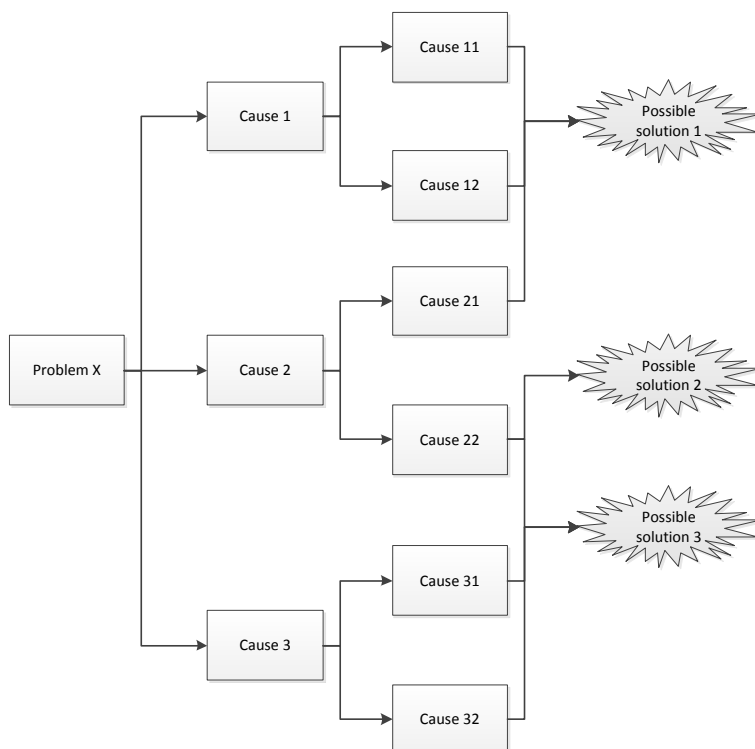 Cause 11
Cause 1
Possible
solution 1
Cause 12
Cause 21
Problem X
Cause 2
Possible
solution 2
Cause 22
Possible
solution 3
Cause 31
Cause 3
Cause 32